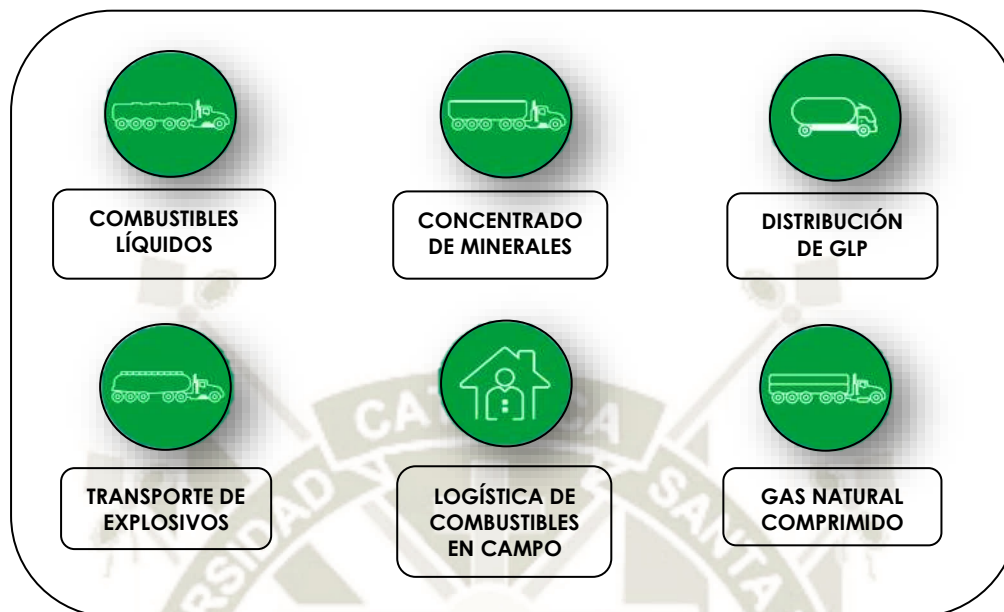 COMBUSTIBLES
LÍQUIDOS
CONCENTRADO
DE MINERALES
DISTRIBUCIÓN
DE GLP
TRANSPORTE DE
EXPLOSIVOS
LOGÍSTICA DE
COMBUSTIBLES
EN CAMPO
GAS NATURAL
COMPRIMIDO